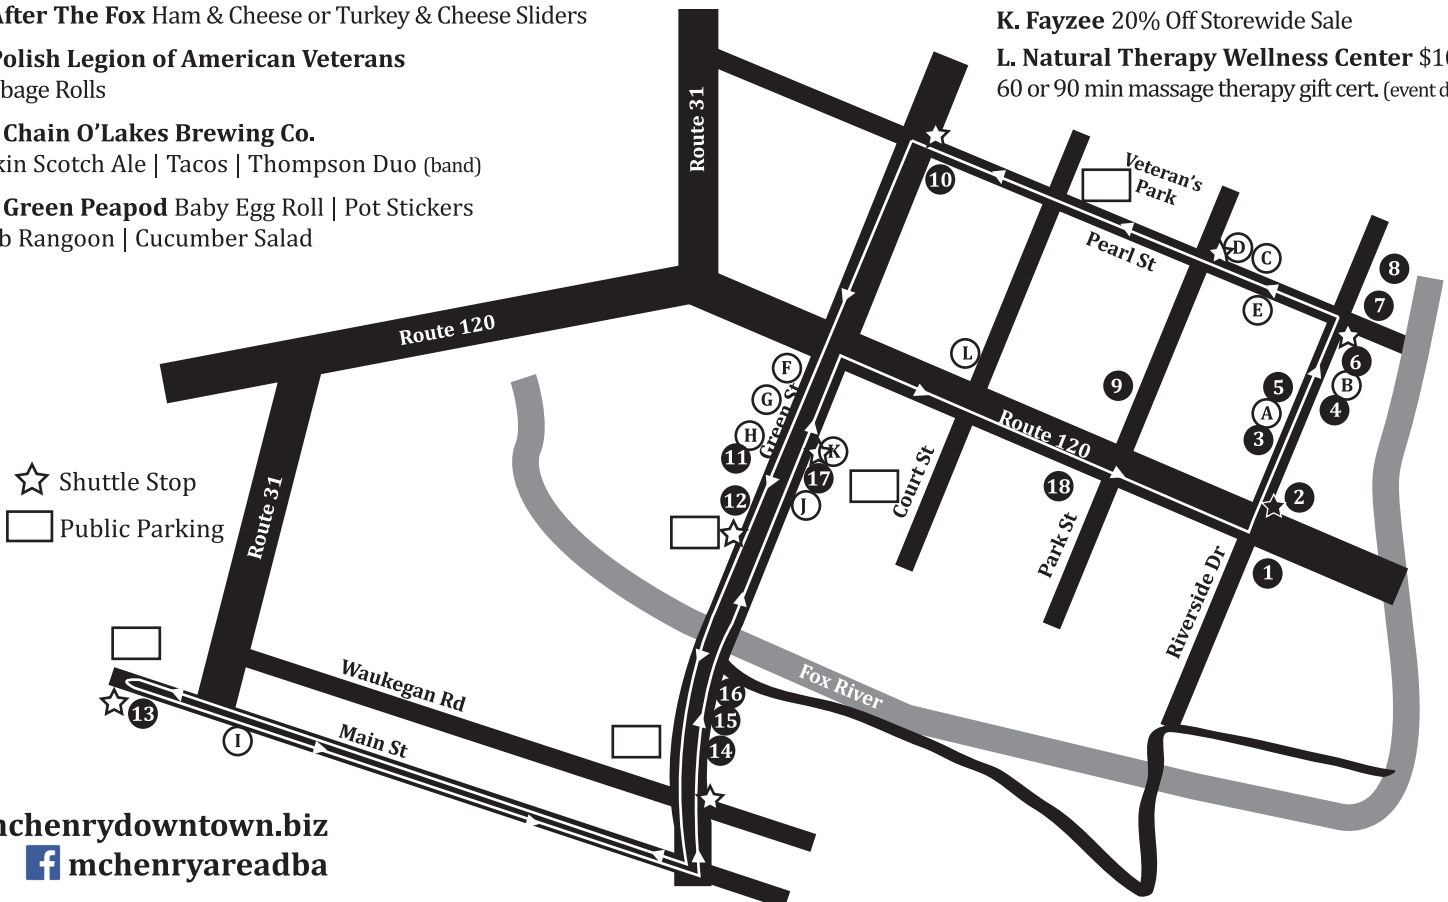 After The Fox Ham & Cheese or Turkey & Cheese Sliders
Polish Legion of American Veterans
bage Rolls
Chain O'Lakes Brewing Co.
kin Scotch Ale | Tacos | Thompson Duo (band)
Green Peapod Baby Egg Roll | Pot Stickers
b Rangoon | Cucumber Salad
K. Fayzee 20% Off Storewide Sale
L. Natural Therapy Wellness Center $10
60 or 90 min massage therapy gift cert. (event d
Route 31
10
Veteran's
Park
Pearl St
D
C
8
7
E
Route 120
L
F
G
Green St
H
11
12
K
17
J
9
5
6
B
A
4
3
Route 120
18
2
1
Court St
Park St
Riverside Dr
Shuttle Stop
Public Parking
Route 31
Waukegan Rd
Main St
13
I
16
15
14
Fox River
mchenrydowntown.biz
f mchenryareadba